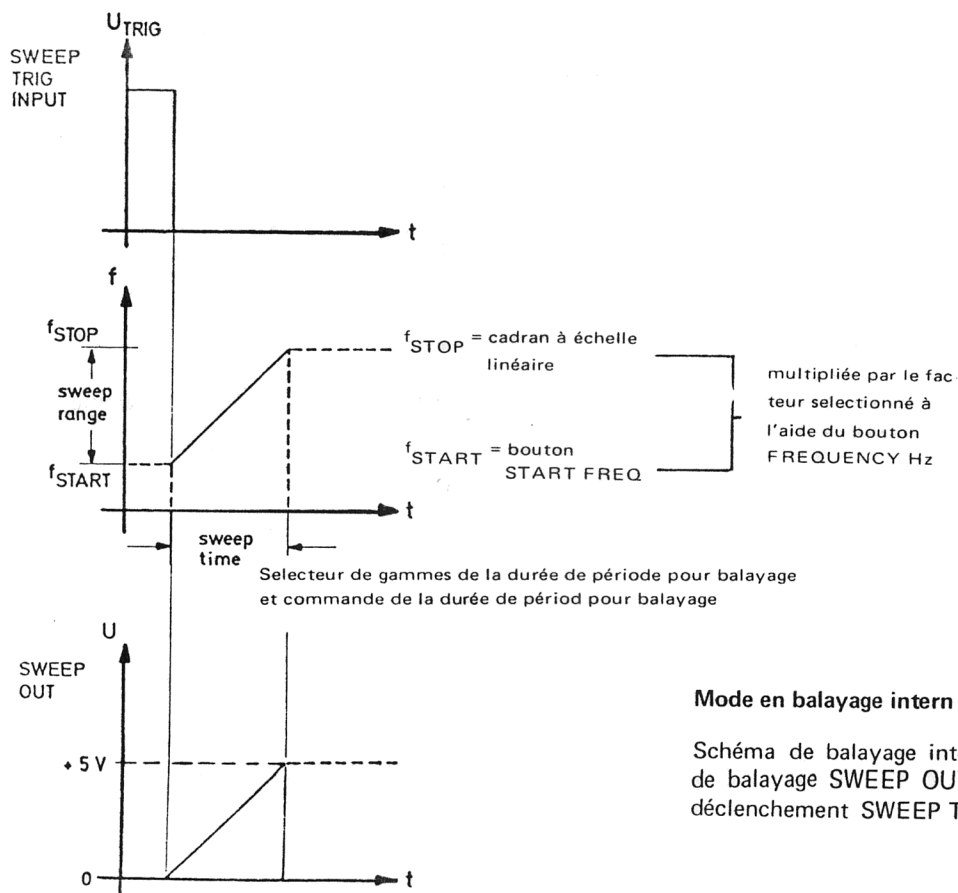 U TRIG
SWEEP
TRIG
INPUT
t
f
fSTOP
sweep
range
fSTART
fSTOP = cadran à échelle
linéaire
fSTART = bouton
START FREQ
multipliée par le fac-
teur selectionné à
l'aide du bouton
FREQUENCY Hz
t
sweep
time
Selecteur de gammes de la durée de période pour balayage
et commande de la durée de périod pour balayage
U
SWEEP
OUT
+ 5 V
0
t
Mode en balayage intern
Schéma de balayage int
de balayage SWEEP OU
déclenchement SWEEP T